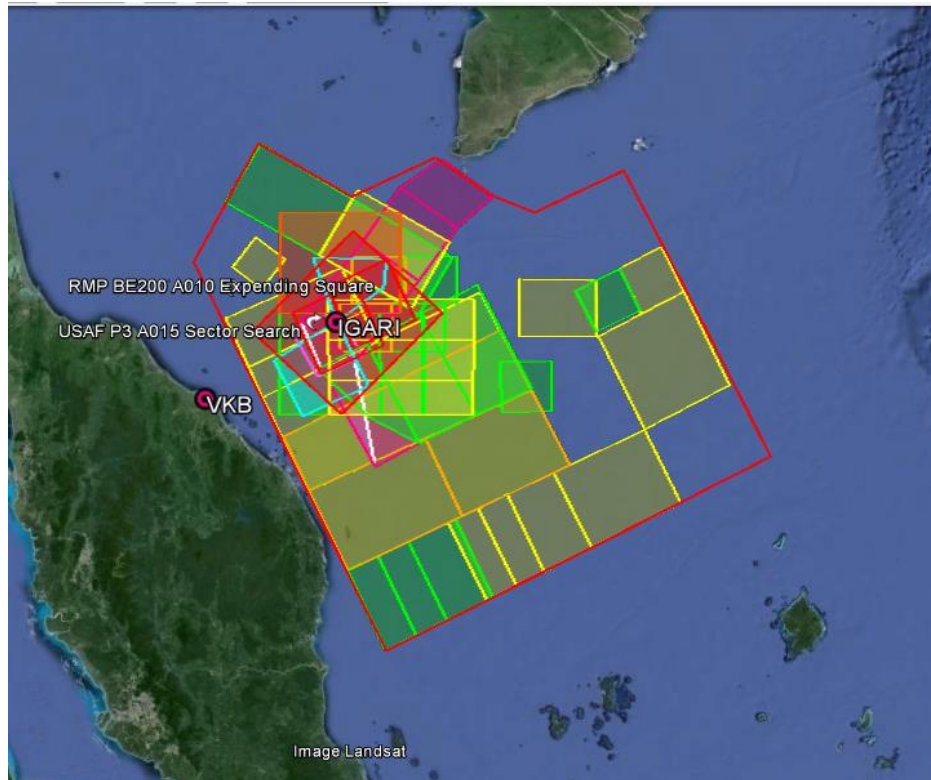 RMP BE200 A010 Expending Square
USAF P3 A015 Sector Search
IGARI
VKB
Image Landsat